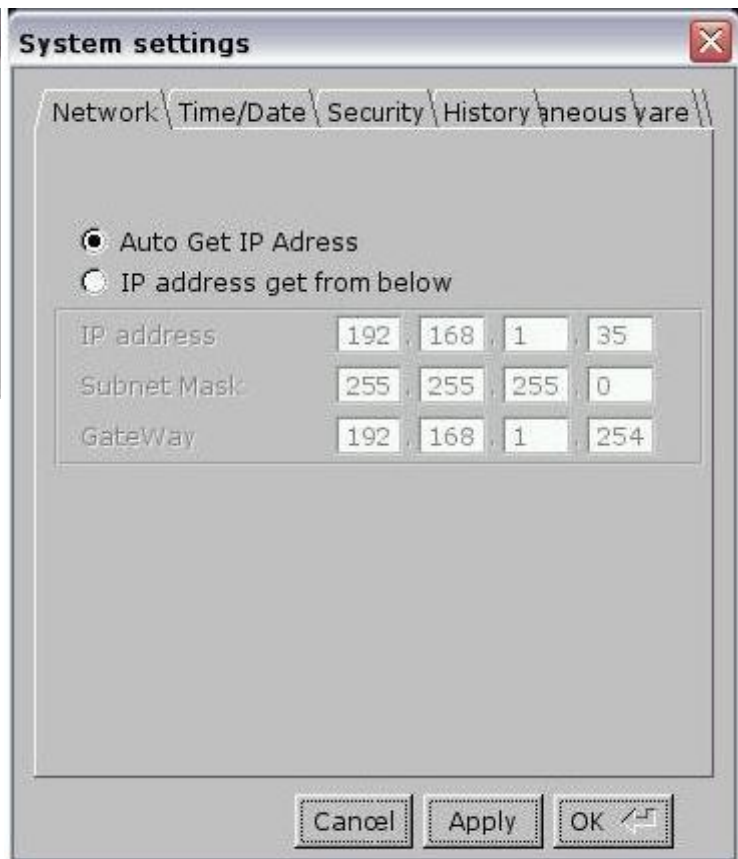 System settings
Network Time/Date Security History aneous vare
Auto Get IP Adress
IP address get from below
IP address 192 . 168 . 1 . 35
Subnet Mask 255 . 255 . 255 . 0
GateWay 192 . 168 . 1 . 254
Cancel Apply OK